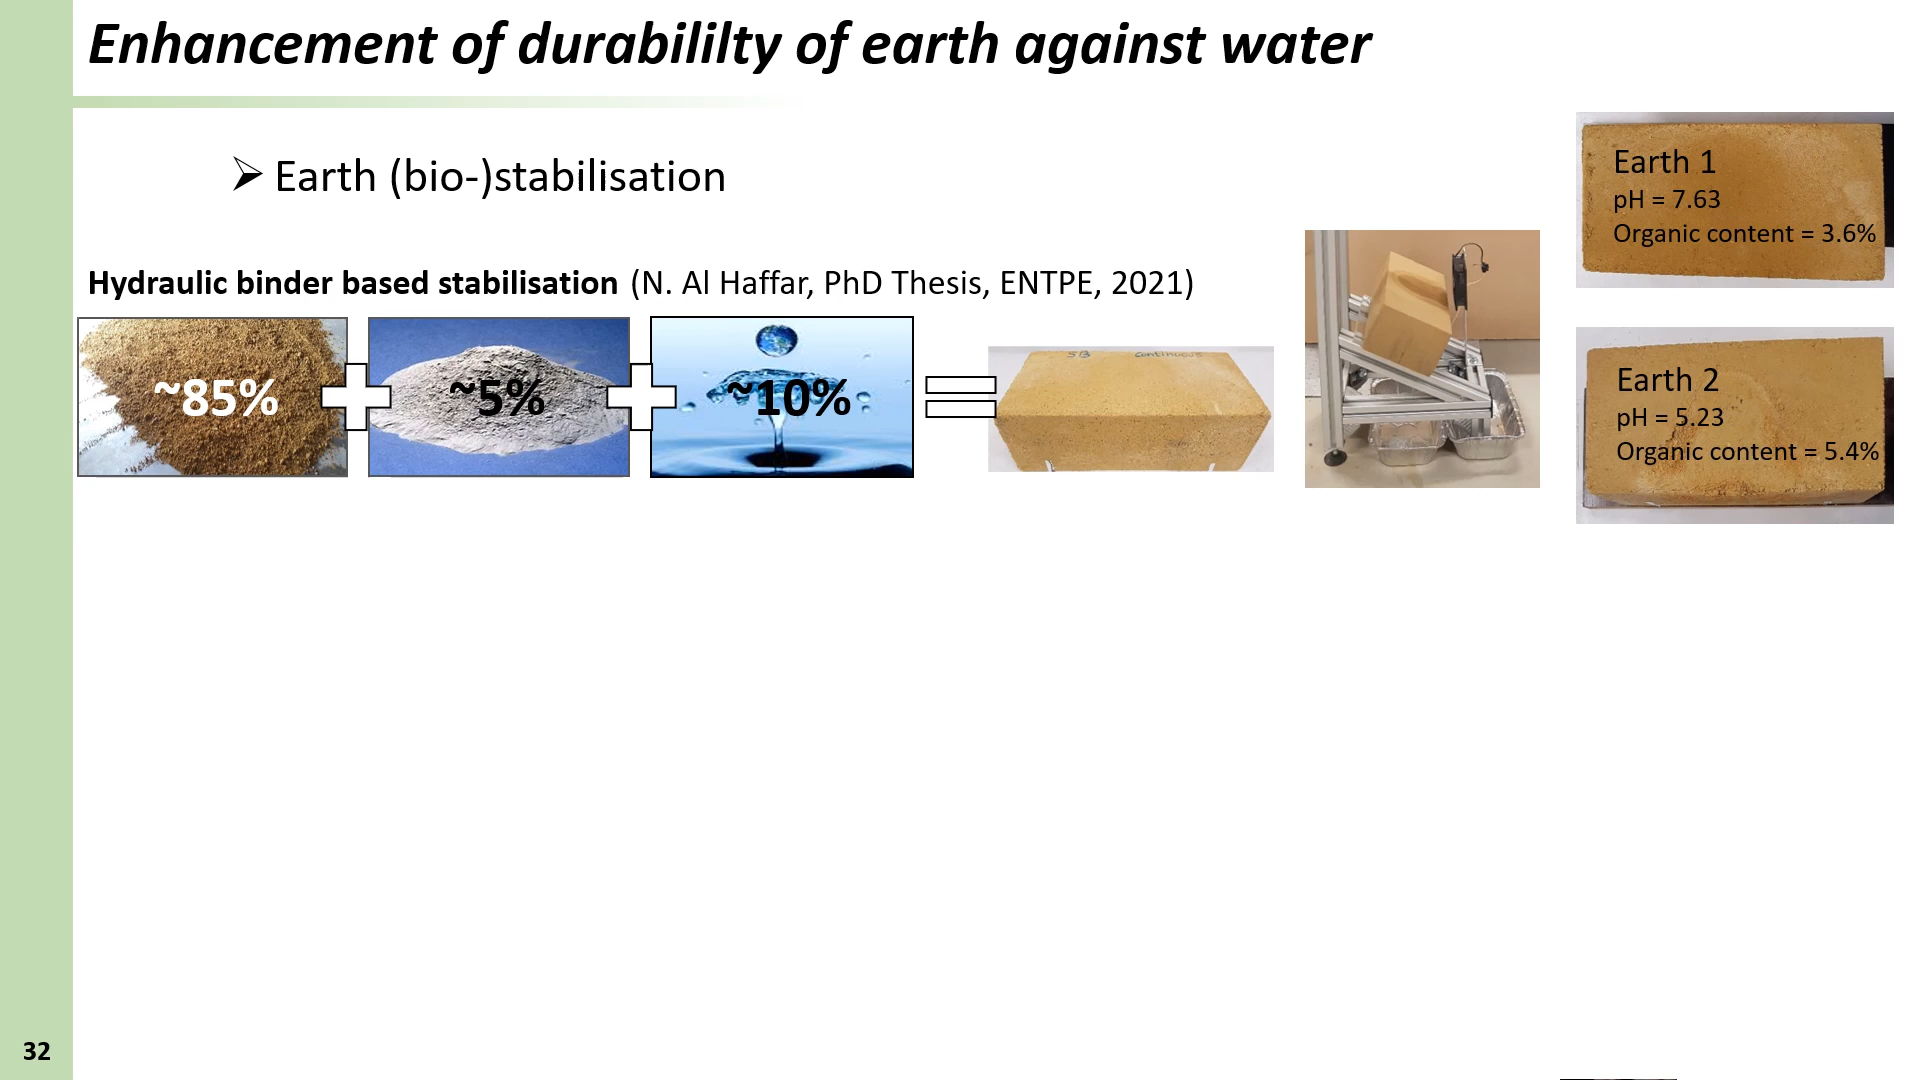 Enhancement of durabililty of earth against water
Earth (bio-)stabilisation
Hydraulic binder based stabilisation (N. Al Haffar, PhD Thesis, ENTPE, 2021)
~85%
~5%
~10%
SB continuous
Earth 1
pH = 7.63
Organic content = 3.6%
Earth 2
pH = 5.23
Organic content = 5.4%
32